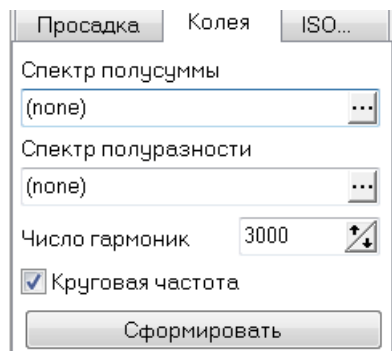 Просадка Колея ISO...
Спектр полусуммы
(none) ...
Спектр полуразности
(none) ...
Число гармоник 3000
Круговая частота
Сформировать